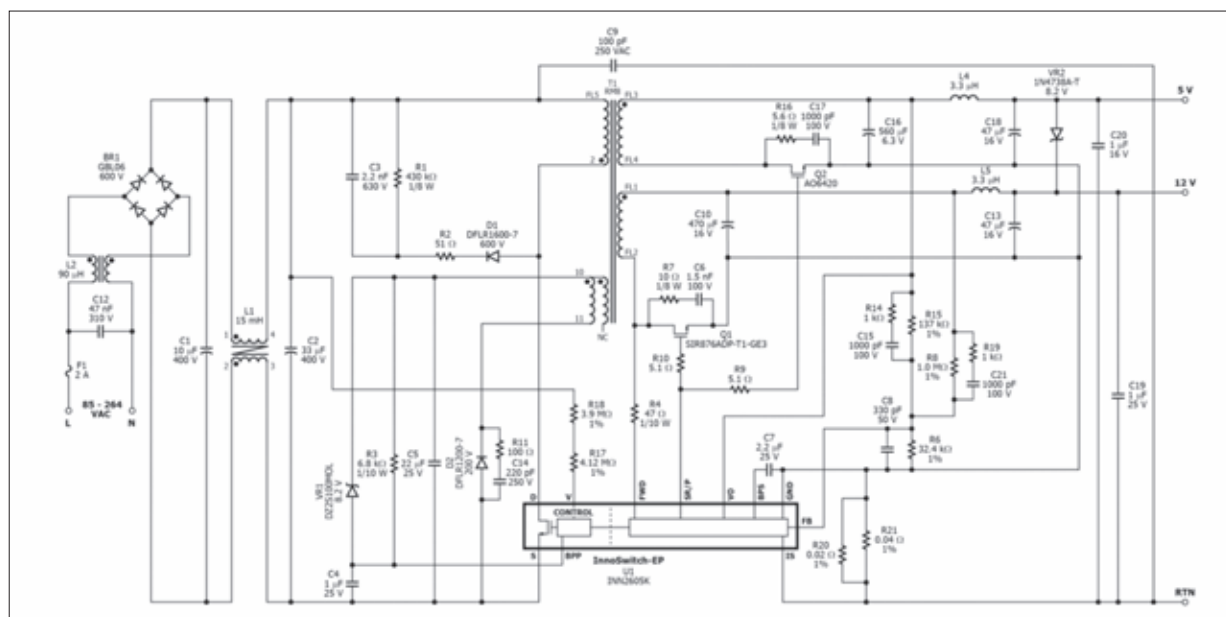 C9
100 pF
250 VAC
T1
RM8
FL5
FL3
2
FL4
FL1
FL2
10
11
NC
L4
3.3 μH
VR2
1N4738A-T
8.2 V
5 V
R16
5.6 Ω
1/8 W
C17
1000 pF
100 V
C16
560 μF
6.3 V
C18
47 μF
16 V
C20
1 μF
16 V
Q2
AO6420
L5
3.3 μH
12 V
BR1
GBL06
600 V
C3
2.2 nF
630 V
R1
430 kΩ
1/8 W
R2
51 Ω
D1
DFLR1600-7
600 V
C10
470 μF
16 V
C13
47 μF
16 V
L2
90 μH
C12
47 nF
310 V
F1
2 A
85 - 264
VAC
L
N
C1
10 μF
400 V
L1
15 mH
1
4
2
3
C2
33 μF
400 V
R7
10 Ω
1/8 W
C6
1.5 nF
100 V
Q1
SIR876ADP-T1-GE3
R10
5.1 Ω
R9
5.1 Ω
R4
47 Ω
1/10 W
R14
1 kΩ
C15
1000 pF
100 V
R15
137 kΩ
1%
R8
1.0 MΩ
1%
R19
1 kΩ
C21
1000 pF
100 V
C8
330 pF
50 V
R6
32.4 kΩ
1%
C19
1 μF
25 V
R18
3.9 MΩ
1%
R17
4.12 MΩ
1%
R3
6.8 kΩ
1/10 W
C5
22 μF
25 V
D2
DFLR1200-7
200 V
R11
100 Ω
C14
220 pF
250 V
VR1
DZ2S100M0L
8.2 V
C4
1 μF
25 V
C7
2.2 μF
25 V
D
V
FWD
SR/P
VO
BPS
GND
CONTROL
FB
S
BPP
IS
InnoSwitch-EP
U1
INN2605K
R20
0.02 Ω
1%
R21
0.04 Ω
1%
RTN